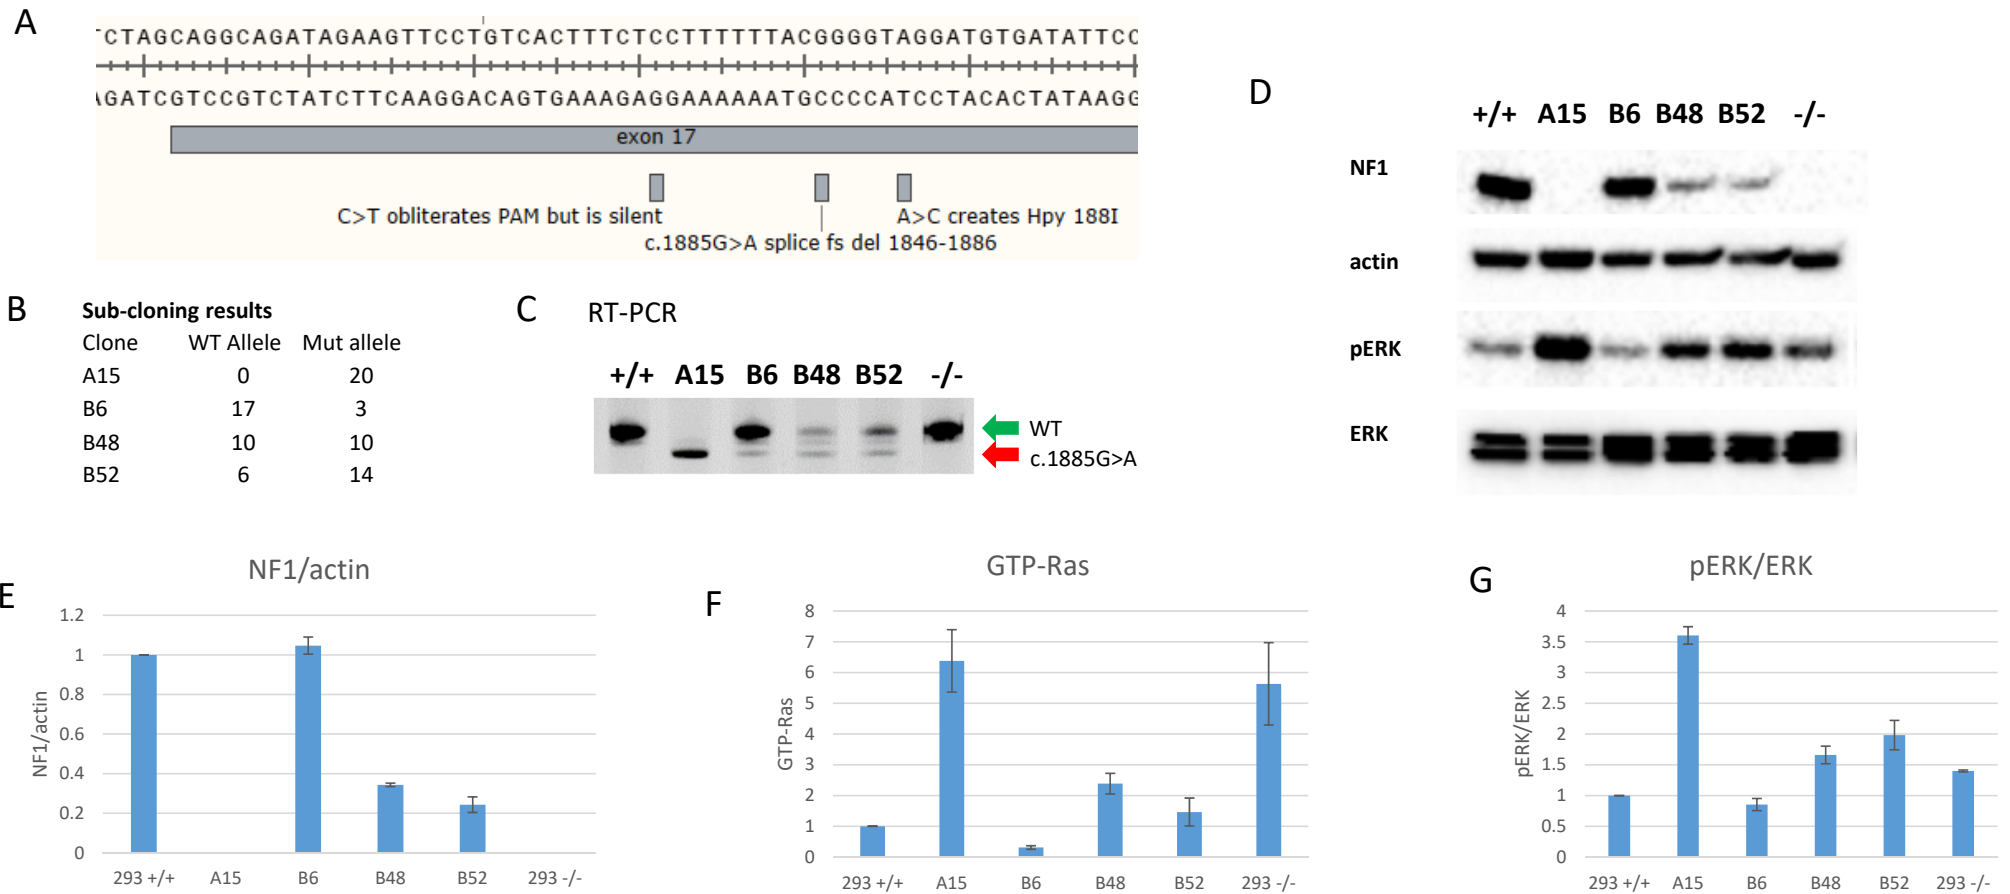 A
TCTAGCAGGCAGATAGAAGTTCCTGTCACTTTCTCCTTTTTTACGGGGTAGGATGTGATATTCC
AGATCGTCCGTCTATCTTCAAGGACAGTGAAAGAGGAAAAAATGCCCCATCCTACACTATAAGG
exon 17
C>T obliterates PAM but is silent
A>C creates Hpy 188I
c.1885G>A splice fs del 1846-1886
B
Sub-cloning results
Clone WT Allele Mut allele
A15 0 20
B6 17 3
B48 10 10
B52 6 14
C RT-PCR
+/+ A15 B6 B48 B52 -/-
WT
c.1885G>A
D
+/+ A15 B6 B48 B52 -/-
NF1
actin
pERK
ERK
E
NF1/actin
NF1/actin
1.2
1
0.8
0.6
0.4
0.2
0
293 +/+ A15 B6 B48 B52 293 -/-
F
GTP-Ras
GTP-Ras
8
7
6
5
4
3
2
1
0
293 +/+ A15 B6 B48 B52 293 -/-
G
pERK/ERK
pERK/ERK
4
3.5
3
2.5
2
1.5
1
0.5
0
293 +/+ A15 B6 B48 B52 293 -/-